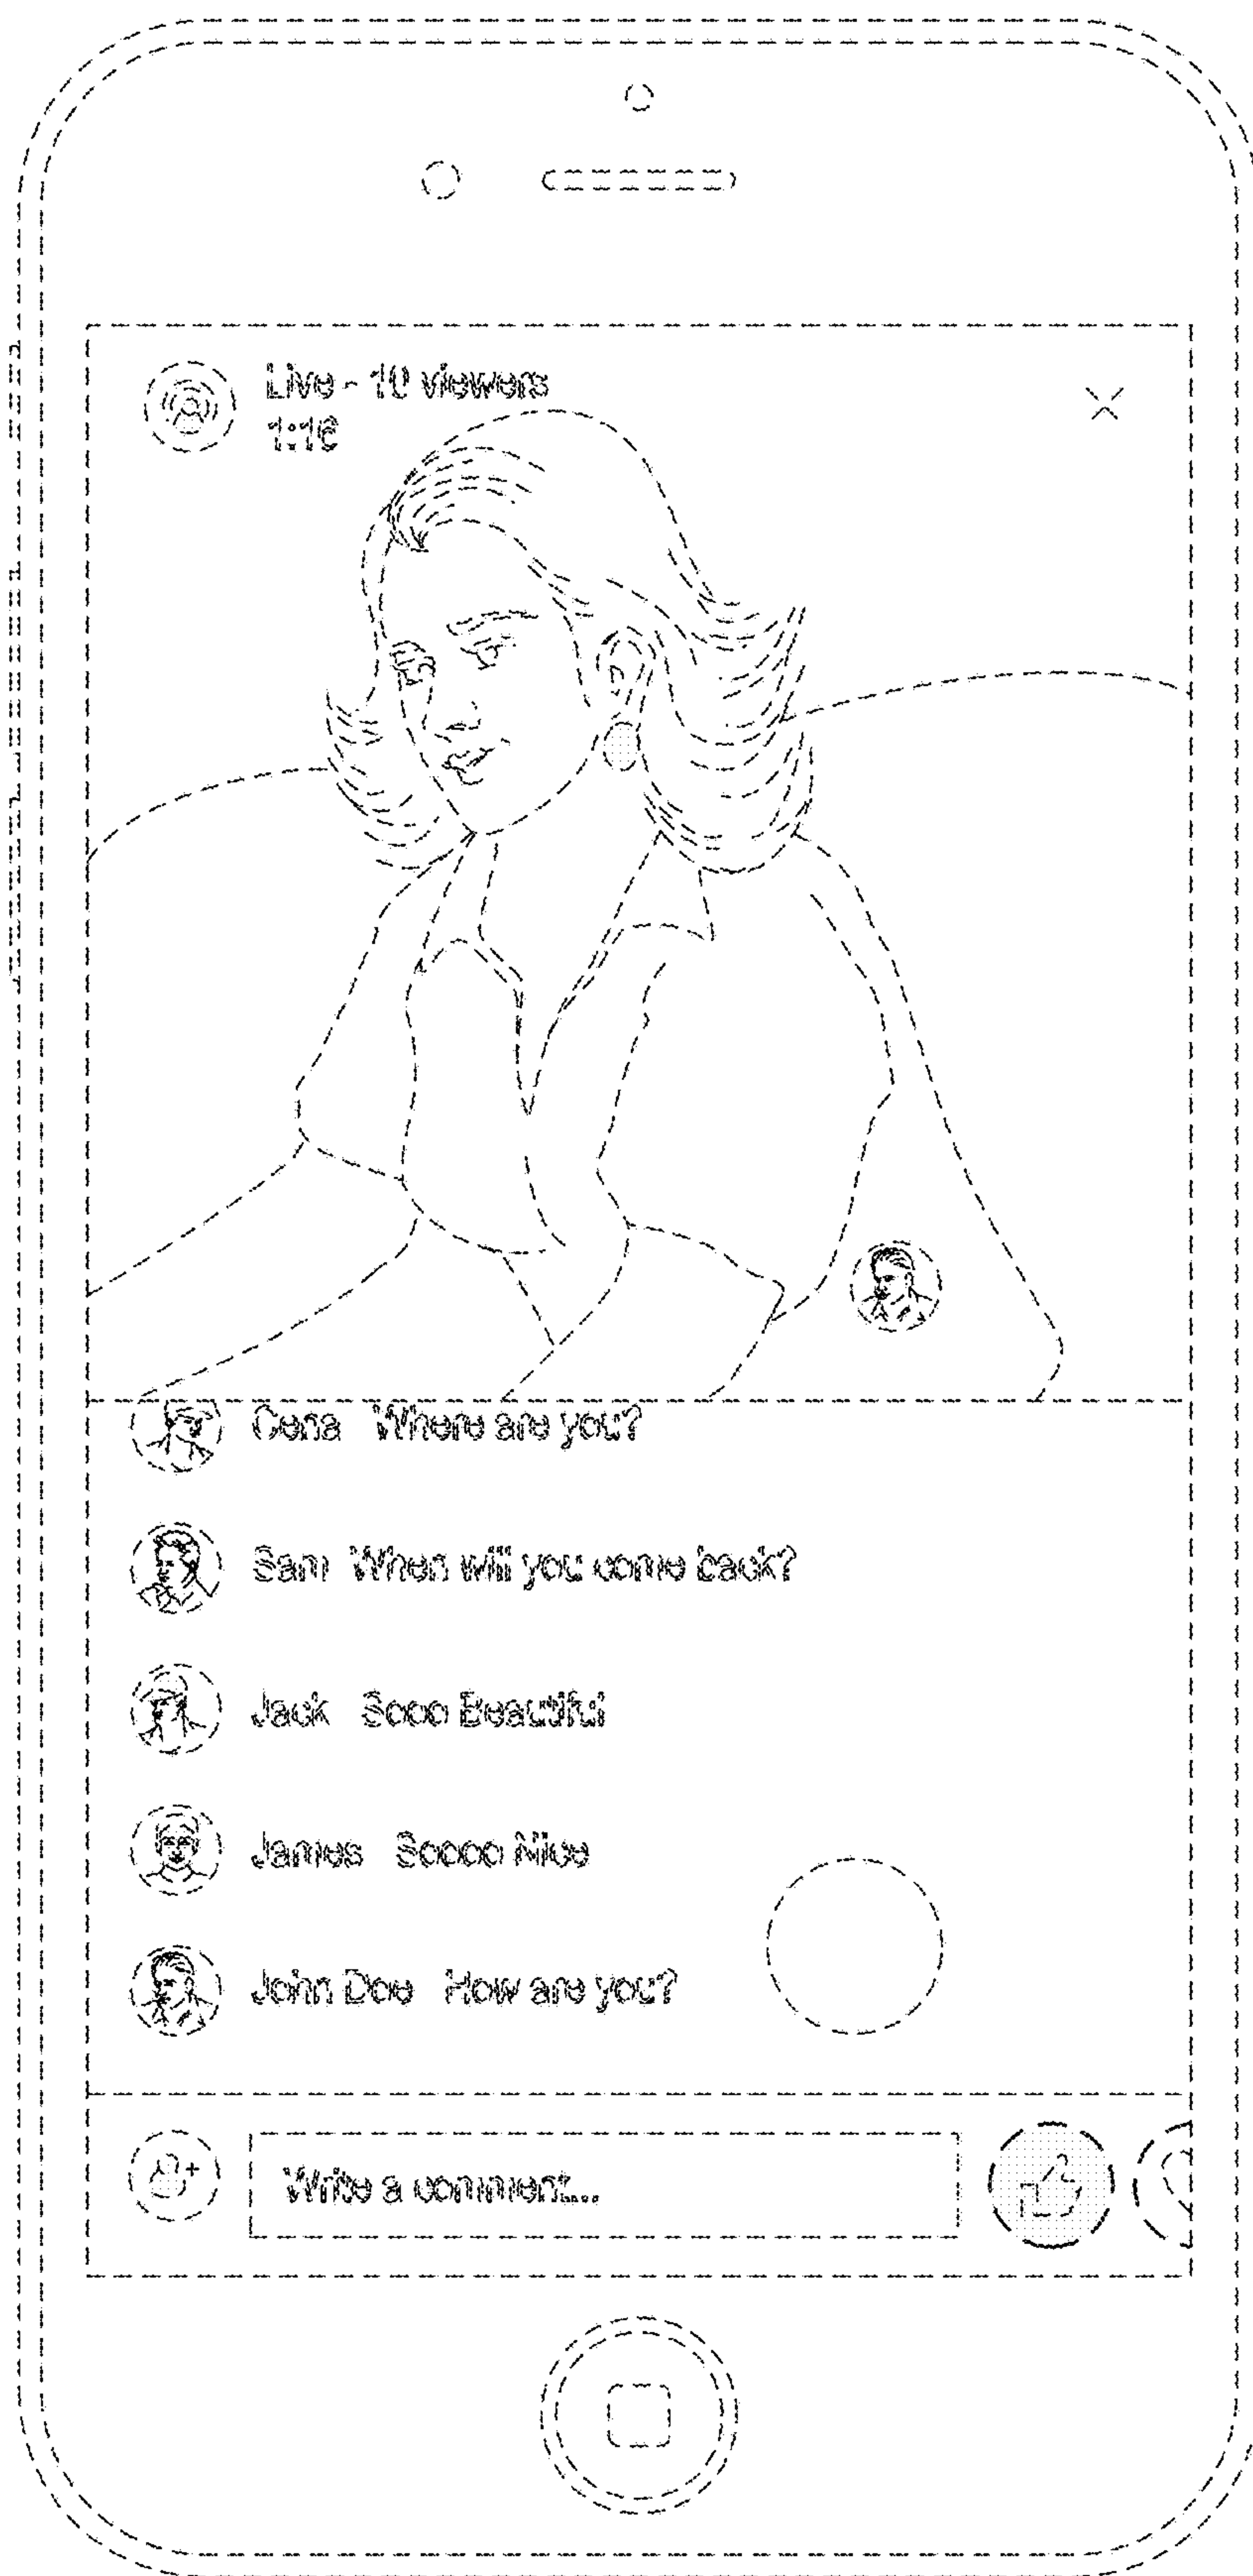 Live - 10 viewers
1:16
Cena Where are you?
Sam When will you come back?
Jack Sooo Beautiful
James Soooo Nice
John Doe How are you?
Write a comment...